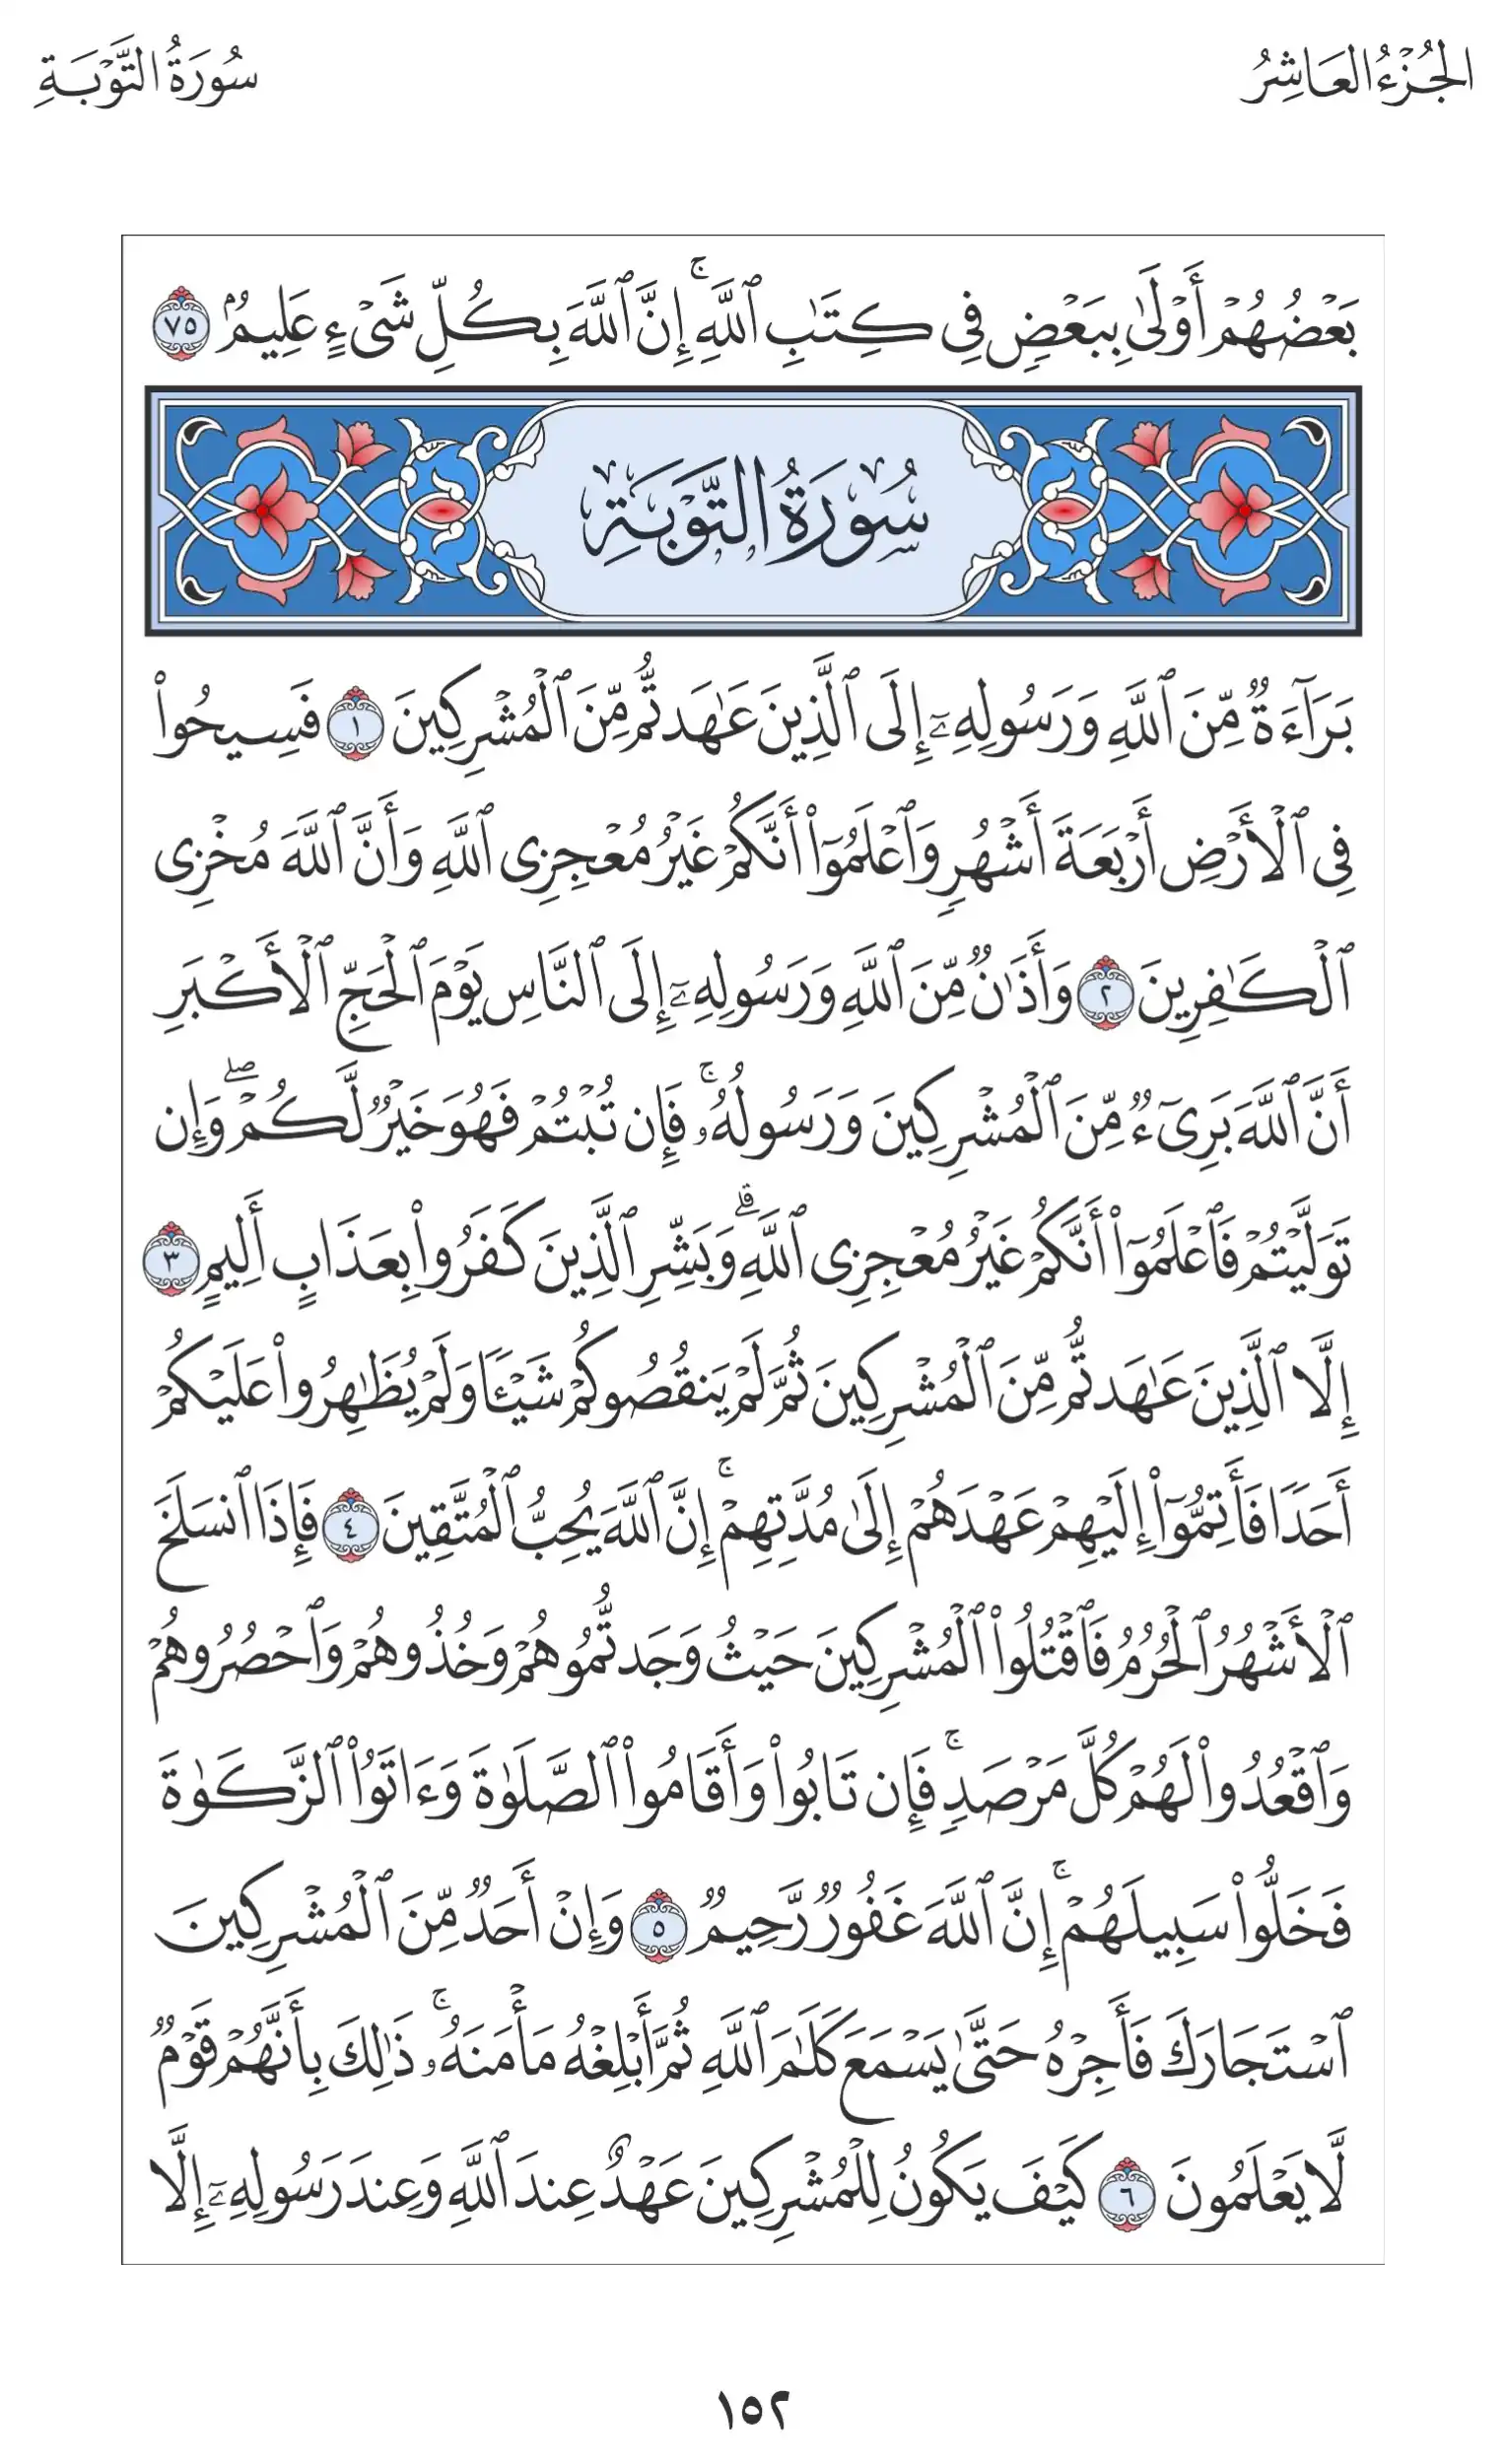 الجُزْءُ العَاشِرُ
سُورَةُ التَّوْبَةِ
بَعْضُهُمْ أَوْلَىٰ بِبَعْضٍ فِي كِتَٰبِ ٱللَّهِۚ إِنَّ ٱللَّهَ بِكُلِّ شَىْءٍ عَلِيمٌۢ ٧٥
سُورَةُ التَّوْبَةِ
بَرَآءَةٌ مِّنَ ٱللَّهِ وَرَسُولِهِۦٓ إِلَى ٱلَّذِينَ عَٰهَدتُّم مِّنَ ٱلْمُشْرِكِينَ ١ فَسِيحُوا۟
فِي ٱلْأَرْضِ أَرْبَعَةَ أَشْهُرٍ وَٱعْلَمُوٓا۟ أَنَّكُمْ غَيْرُ مُعْجِزِى ٱللَّهِ وَأَنَّ ٱللَّهَ مُخْزِى
ٱلْكَٰفِرِينَ ٢ وَأَذَٰنٌ مِّنَ ٱللَّهِ وَرَسُولِهِۦٓ إِلَى ٱلنَّاسِ يَوْمَ ٱلْحَجِّ ٱلْأَكْبَرِ
أَنَّ ٱللَّهَ بَرِىٓءٌ مِّنَ ٱلْمُشْرِكِينَ وَرَسُولُهُۥۚ فَإِن تُبْتُمْ فَهُوَ خَيْرٌ لَّكُمْۖ وَإِن
تَوَلَّيْتُمْ فَٱعْلَمُوٓا۟ أَنَّكُمْ غَيْرُ مُعْجِزِى ٱللَّهِۗ وَبَشِّرِ ٱلَّذِينَ كَفَرُوا۟ بِعَذَابٍ أَلِيمٍ ٣
إِلَّا ٱلَّذِينَ عَٰهَدتُّم مِّنَ ٱلْمُشْرِكِينَ ثُمَّ لَمْ يَنقُصُوكُمْ شَيْـًٔا وَلَمْ يُظَٰهِرُوا۟ عَلَيْكُمْ
أَحَدًا فَأَتِمُّوٓا۟ إِلَيْهِمْ عَهْدَهُمْ إِلَىٰ مُدَّتِهِمْۚ إِنَّ ٱللَّهَ يُحِبُّ ٱلْمُتَّقِينَ ٤ فَإِذَا ٱنسَلَخَ
ٱلْأَشْهُرُ ٱلْحُرُمُ فَٱقْتُلُوا۟ ٱلْمُشْرِكِينَ حَيْثُ وَجَدتُّمُوهُمْ وَخُذُوهُمْ وَٱحْصُرُوهُمْ
وَٱقْعُدُوا۟ لَهُمْ كُلَّ مَرْصَدٍۚ فَإِن تَابُوا۟ وَأَقَامُوا۟ ٱلصَّلَوٰةَ وَءَاتَوُا۟ ٱلزَّكَوٰةَ
فَخَلُّوا۟ سَبِيلَهُمْۚ إِنَّ ٱللَّهَ غَفُورٌ رَّحِيمٌ ٥ وَإِنْ أَحَدٌ مِّنَ ٱلْمُشْرِكِينَ
ٱسْتَجَارَكَ فَأَجِرْهُ حَتَّىٰ يَسْمَعَ كَلَٰمَ ٱللَّهِ ثُمَّ أَبْلِغْهُ مَأْمَنَهُۥۚ ذَٰلِكَ بِأَنَّهُمْ قَوْمٌ
لَّا يَعْلَمُونَ ٦ كَيْفَ يَكُونُ لِلْمُشْرِكِينَ عَهْدٌ عِندَ ٱللَّهِ وَعِندَ رَسُولِهِۦٓ إِلَّا
١٥٢